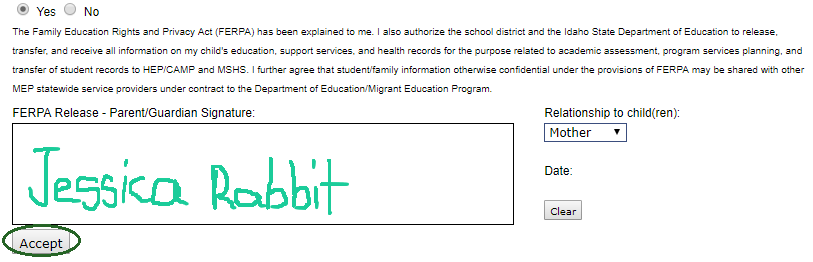 Yes No
The Family Education Rights and Privacy Act (FERPA) has been explained to me. I also authorize the school district and the Idaho State Department of Education to release,
transfer, and receive all information on my child's education, support services, and health records for the purpose related to academic assessment, program services planning, and
transfer of student records to HEP/CAMP and MSHS. I further agree that student/family information otherwise confidential under the provisions of FERPA may be shared with other
MEP statewide service providers under contract to the Department of Education/Migrant Education Program.
FERPA Release - Parent/Guardian Signature:
Jessica Rabbit
Accept
Relationship to child(ren):
Mother
Date:
Clear